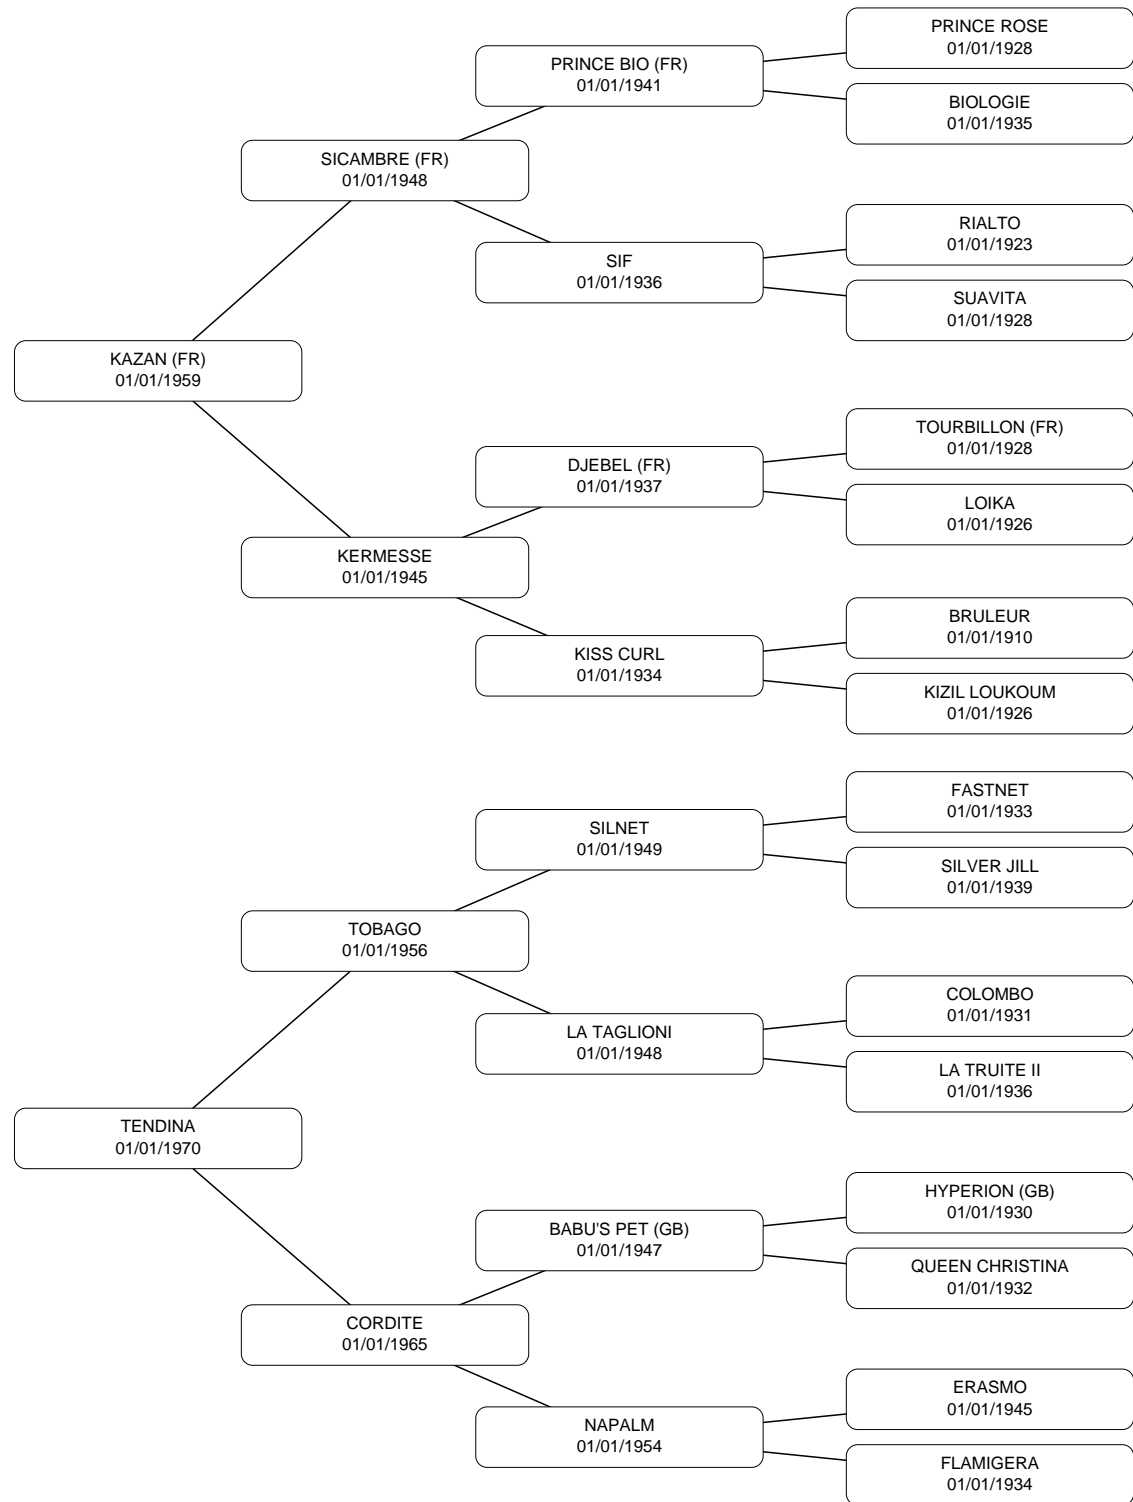 PRINCE ROSE
01/01/1928
PRINCE BIO (FR)
01/01/1941
BIOLOGIE
01/01/1935
SICAMBRE (FR)
01/01/1948
RIALTO
01/01/1923
SIF
01/01/1936
SUAVITA
01/01/1928
KAZAN (FR)
01/01/1959
TOURBILLON (FR)
01/01/1928
DJEBEL (FR)
01/01/1937
LOIKA
01/01/1926
KERMESSE
01/01/1945
BRULEUR
01/01/1910
KISS CURL
01/01/1934
KIZIL LOUKOUM
01/01/1926
FASTNET
01/01/1933
SILNET
01/01/1949
SILVER JILL
01/01/1939
TOBAGO
01/01/1956
COLOMBO
01/01/1931
LA TAGLIONI
01/01/1948
LA TRUITE II
01/01/1936
TENDINA
01/01/1970
HYPERION (GB)
01/01/1930
BABU'S PET (GB)
01/01/1947
QUEEN CHRISTINA
01/01/1932
CORDITE
01/01/1965
ERASMO
01/01/1945
NAPALM
01/01/1954
FLAMIGERA
01/01/1934